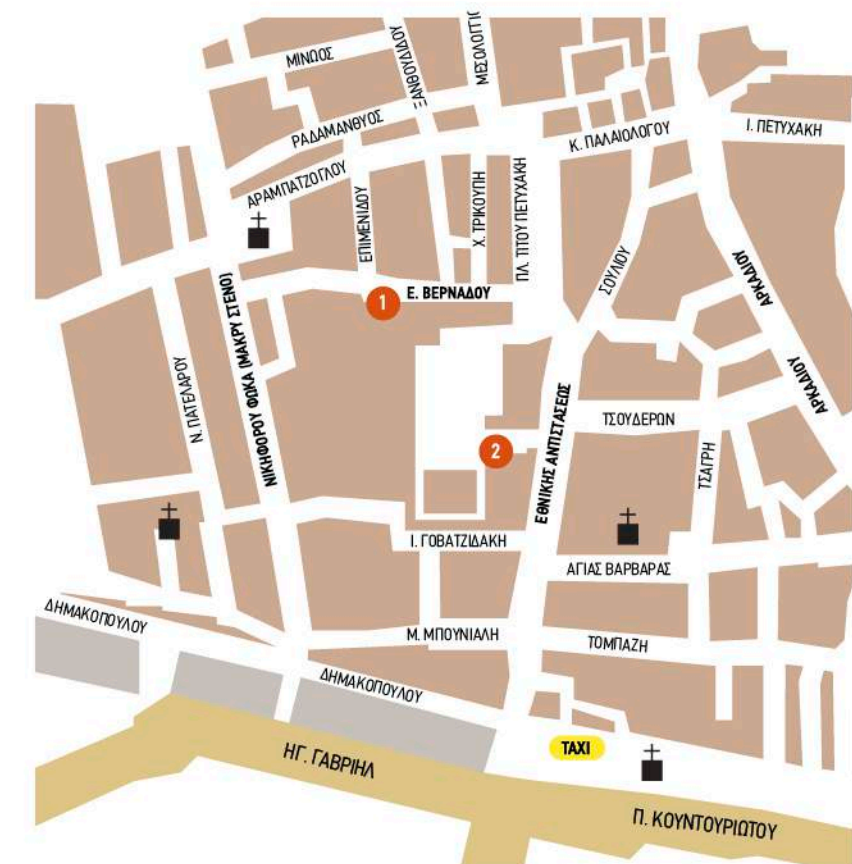 ΜΙΝΩΟΣ
ΞΑΝΘΟΥΔΙΔΟΥ
ΡΑΔΑΜΑΝΘΥΟΣ
Κ. ΠΑΛΑΙΟΛΟΓΟΥ
Ι. ΠΕΤΥΧΑΚΗ
ΑΡΑΜΠΑΤΖΟΓΛΟΥ
ΕΠΙΜΕΝΙΔΟΥ
Χ. ΤΡΙΚΟΥΠΗ
ΠΛ. ΤΙΤΟΥ ΠΕΤΥΧΑΚΗ
ΣΟΥΛΙΟΥ
ΑΡΚΑΔΙΟΥ
1
Ε. ΒΕΡΝΑΔΟΥ
ΝΙΚΗΦΟΡΟΥ ΦΩΚΑ (ΜΑΚΡΥ ΣΤΕΝΟ)
Ν. ΠΑΤΕΛΑΡΟΥ
ΑΡΚΑΔΙΟΥ
ΤΣΟΥΔΕΡΩΝ
2
ΕΘΝΙΚΗΣ ΑΝΤΙΣΤΑΣΕΩΣ
ΤΣΑΓΡΗ
Ι. ΓΟΒΑΤΖΙΔΑΚΗ
ΑΓΙΑΣ ΒΑΡΒΑΡΑΣ
ΔΗΜΑΚΟΠΟΥΛΟΥ
Μ. ΜΠΟΥΝΙΑΛΗ
ΤΟΜΠΑΖΗ
ΔΗΜΑΚΟΠΟΥΛΟΥ
TAXI
ΗΓ. ΓΑΒΡΙΗΛ
Π. ΚΟΥΝΤΟΥΡΙΩΤΟΥ